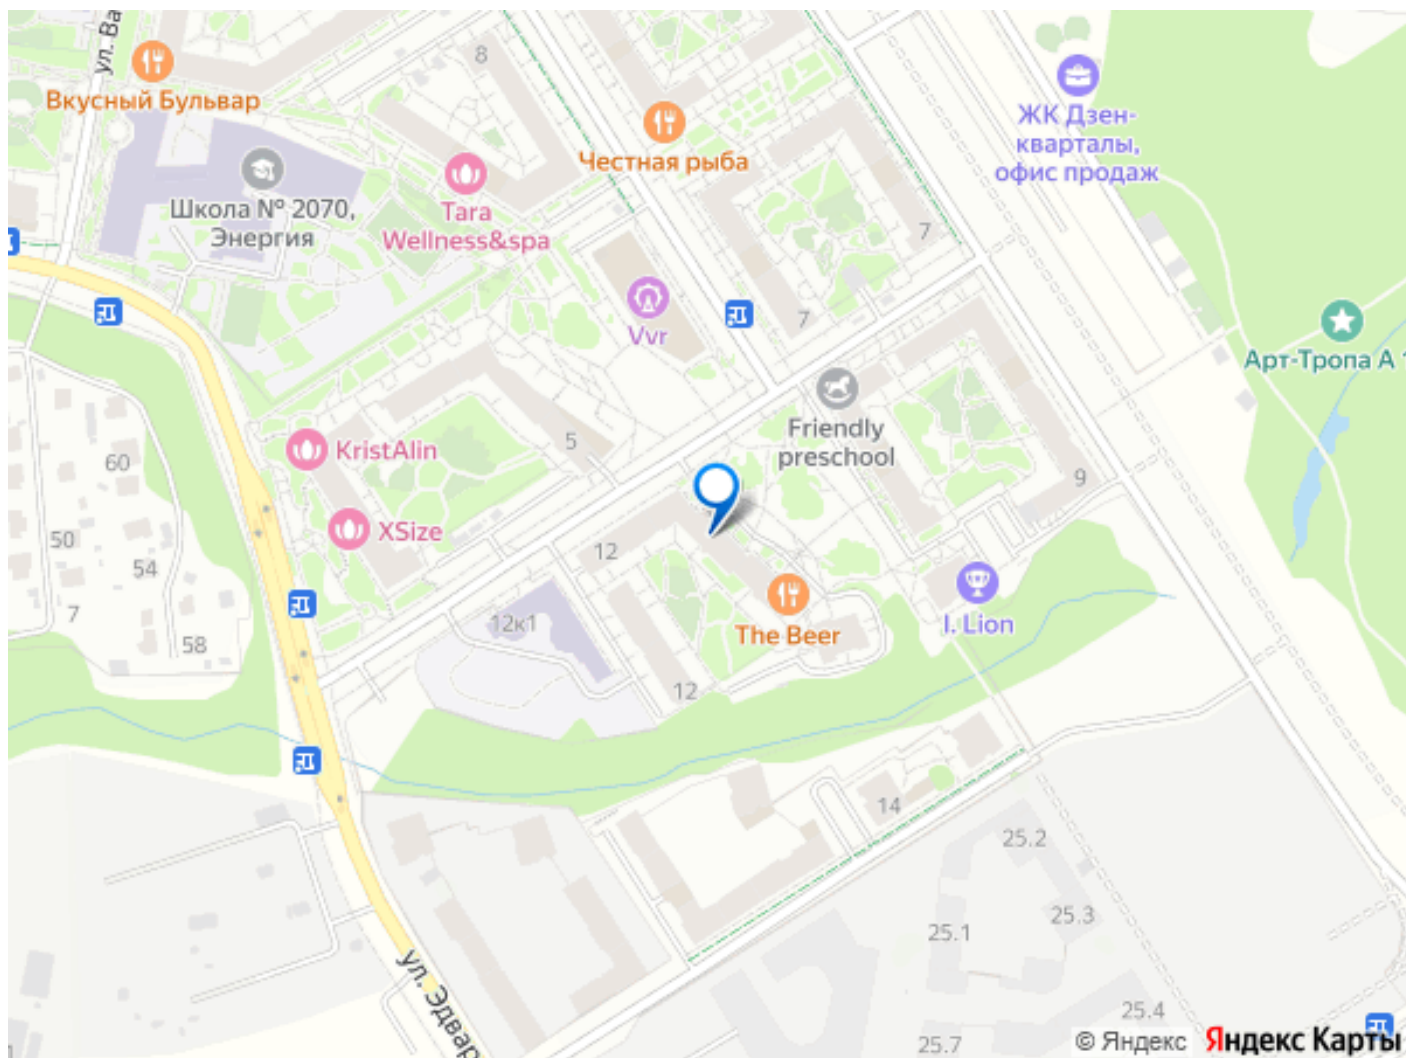 ул. Ва
8
Вкусный Бульвар
ЖК Дзен-
кварталы,
офис продаж
Честная рыба
Школа № 2070,
Энергия
Tara
Wellness&spa
7
7
Vvr
Арт-Тропа А 1
Friendly
preschool
5
KristAlin
60
9
XSize
50
12
54
7
12к1
58
The Beer
I. Lion
12
14
25.2
25.3
25.1
ул. Эдвар
25.4
25.7
© Яндекс
Яндекс Карты